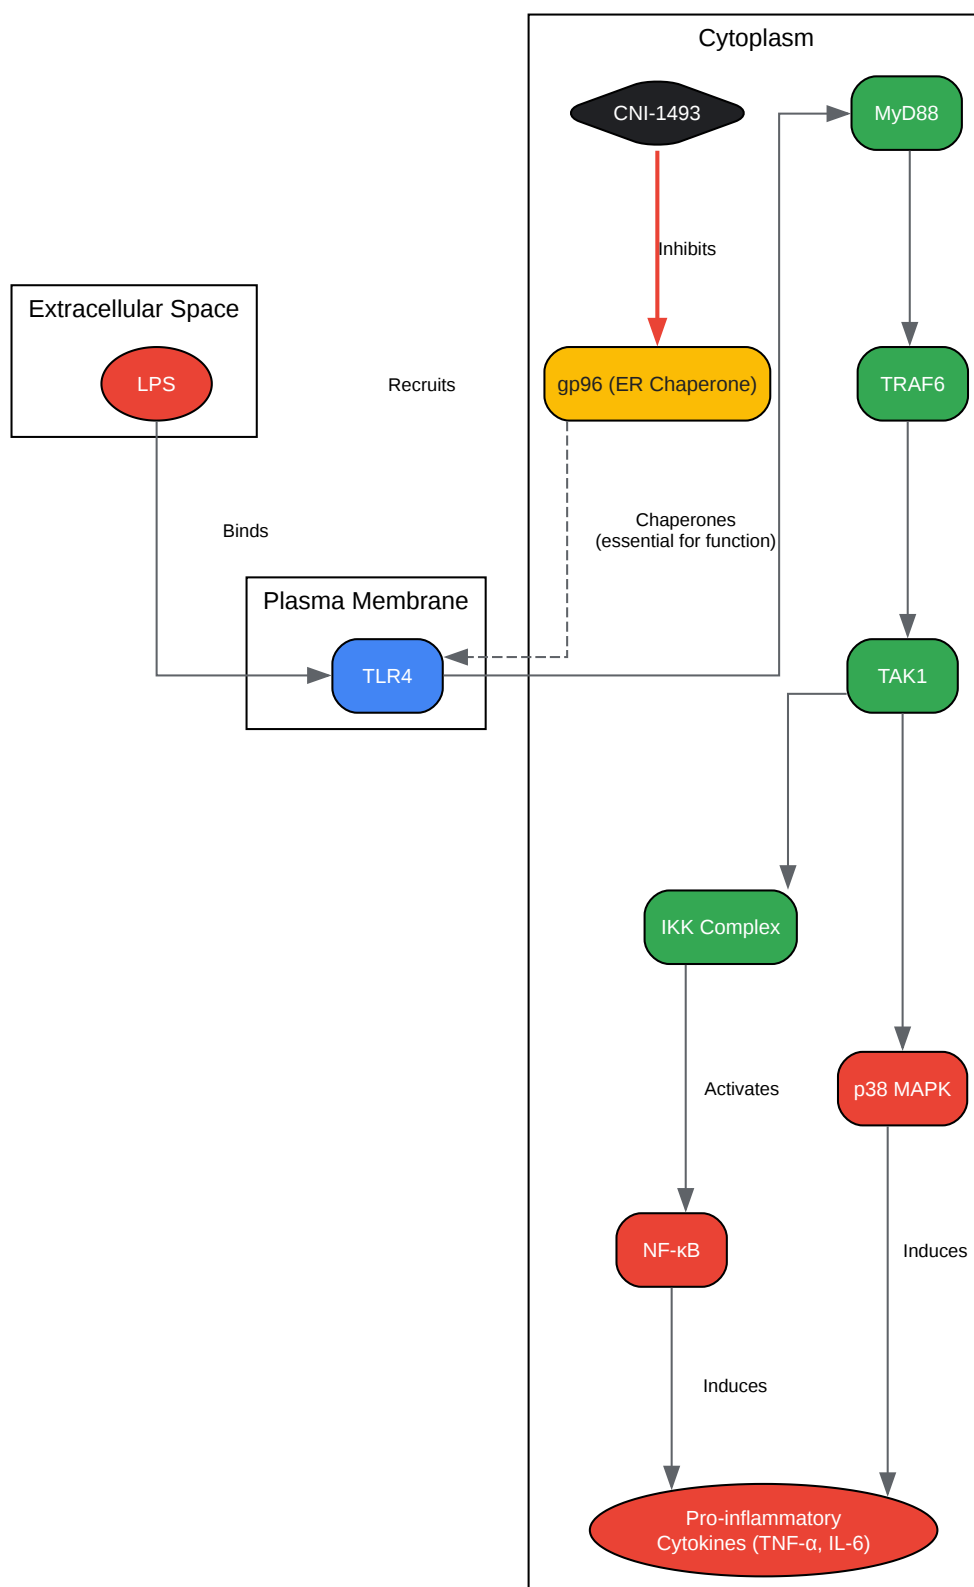 Cytoplasm
CNI-1493
MyD88
Inhibits
Extracellular Space
LPS
Recruits
gp96 (ER Chaperone)
TRAF6
Binds
Chaperones
(essential for function)
Plasma Membrane
TLR4
TAK1
IKK Complex
Activates
p38 MAPK
NF-κB
Induces
Induces
Pro-inflammatory
Cytokines (TNF-α, IL-6)